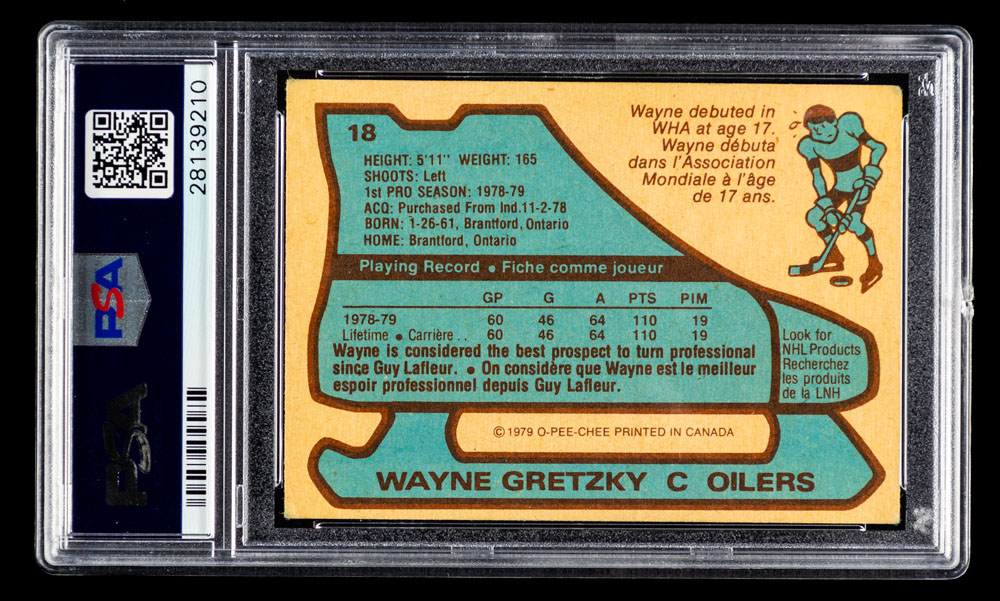 28139210
PSA
PSA
18
HEIGHT: 5'11" WEIGHT: 165
SHOOTS: Left
1st PRO SEASON: 1978-79
ACQ: Purchased From Ind.11-2-78
BORN: 1-26-61, Brantford, Ontario
HOME: Brantford, Ontario
Wayne debuted in
WHA at age 17.
Wayne débuta
dans l'Association
Mondiale à l'âge
de 17 ans.
Playing Record • Fiche comme joueur
GP G A PTS PIM
1978-79 60 46 64 110 19
Lifetime • Carrière .. 60 46 64 110 19
Wayne is considered the best prospect to turn professional
since Guy Lafleur. • On considère que Wayne est le meilleur
espoir professionnel depuis Guy Lafleur.
Look for
NHL Products
Recherchez
les produits
de la LNH
© 1979 O-PEE-CHEE PRINTED IN CANADA
WAYNE GRETZKY C OILERS